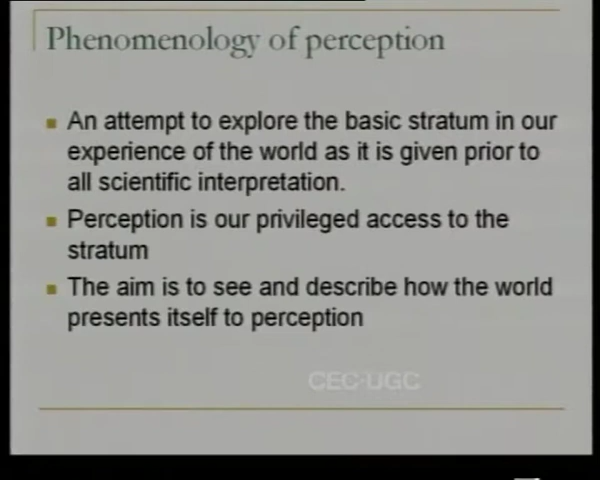 Phenomenology of perception
An attempt to explore the basic stratum in our
experience of the world as it is given prior to
all scientific interpretation.
Perception is our privileged access to the
stratum
The aim is to see and describe how the world
presents itself to perception
CEC-UGC